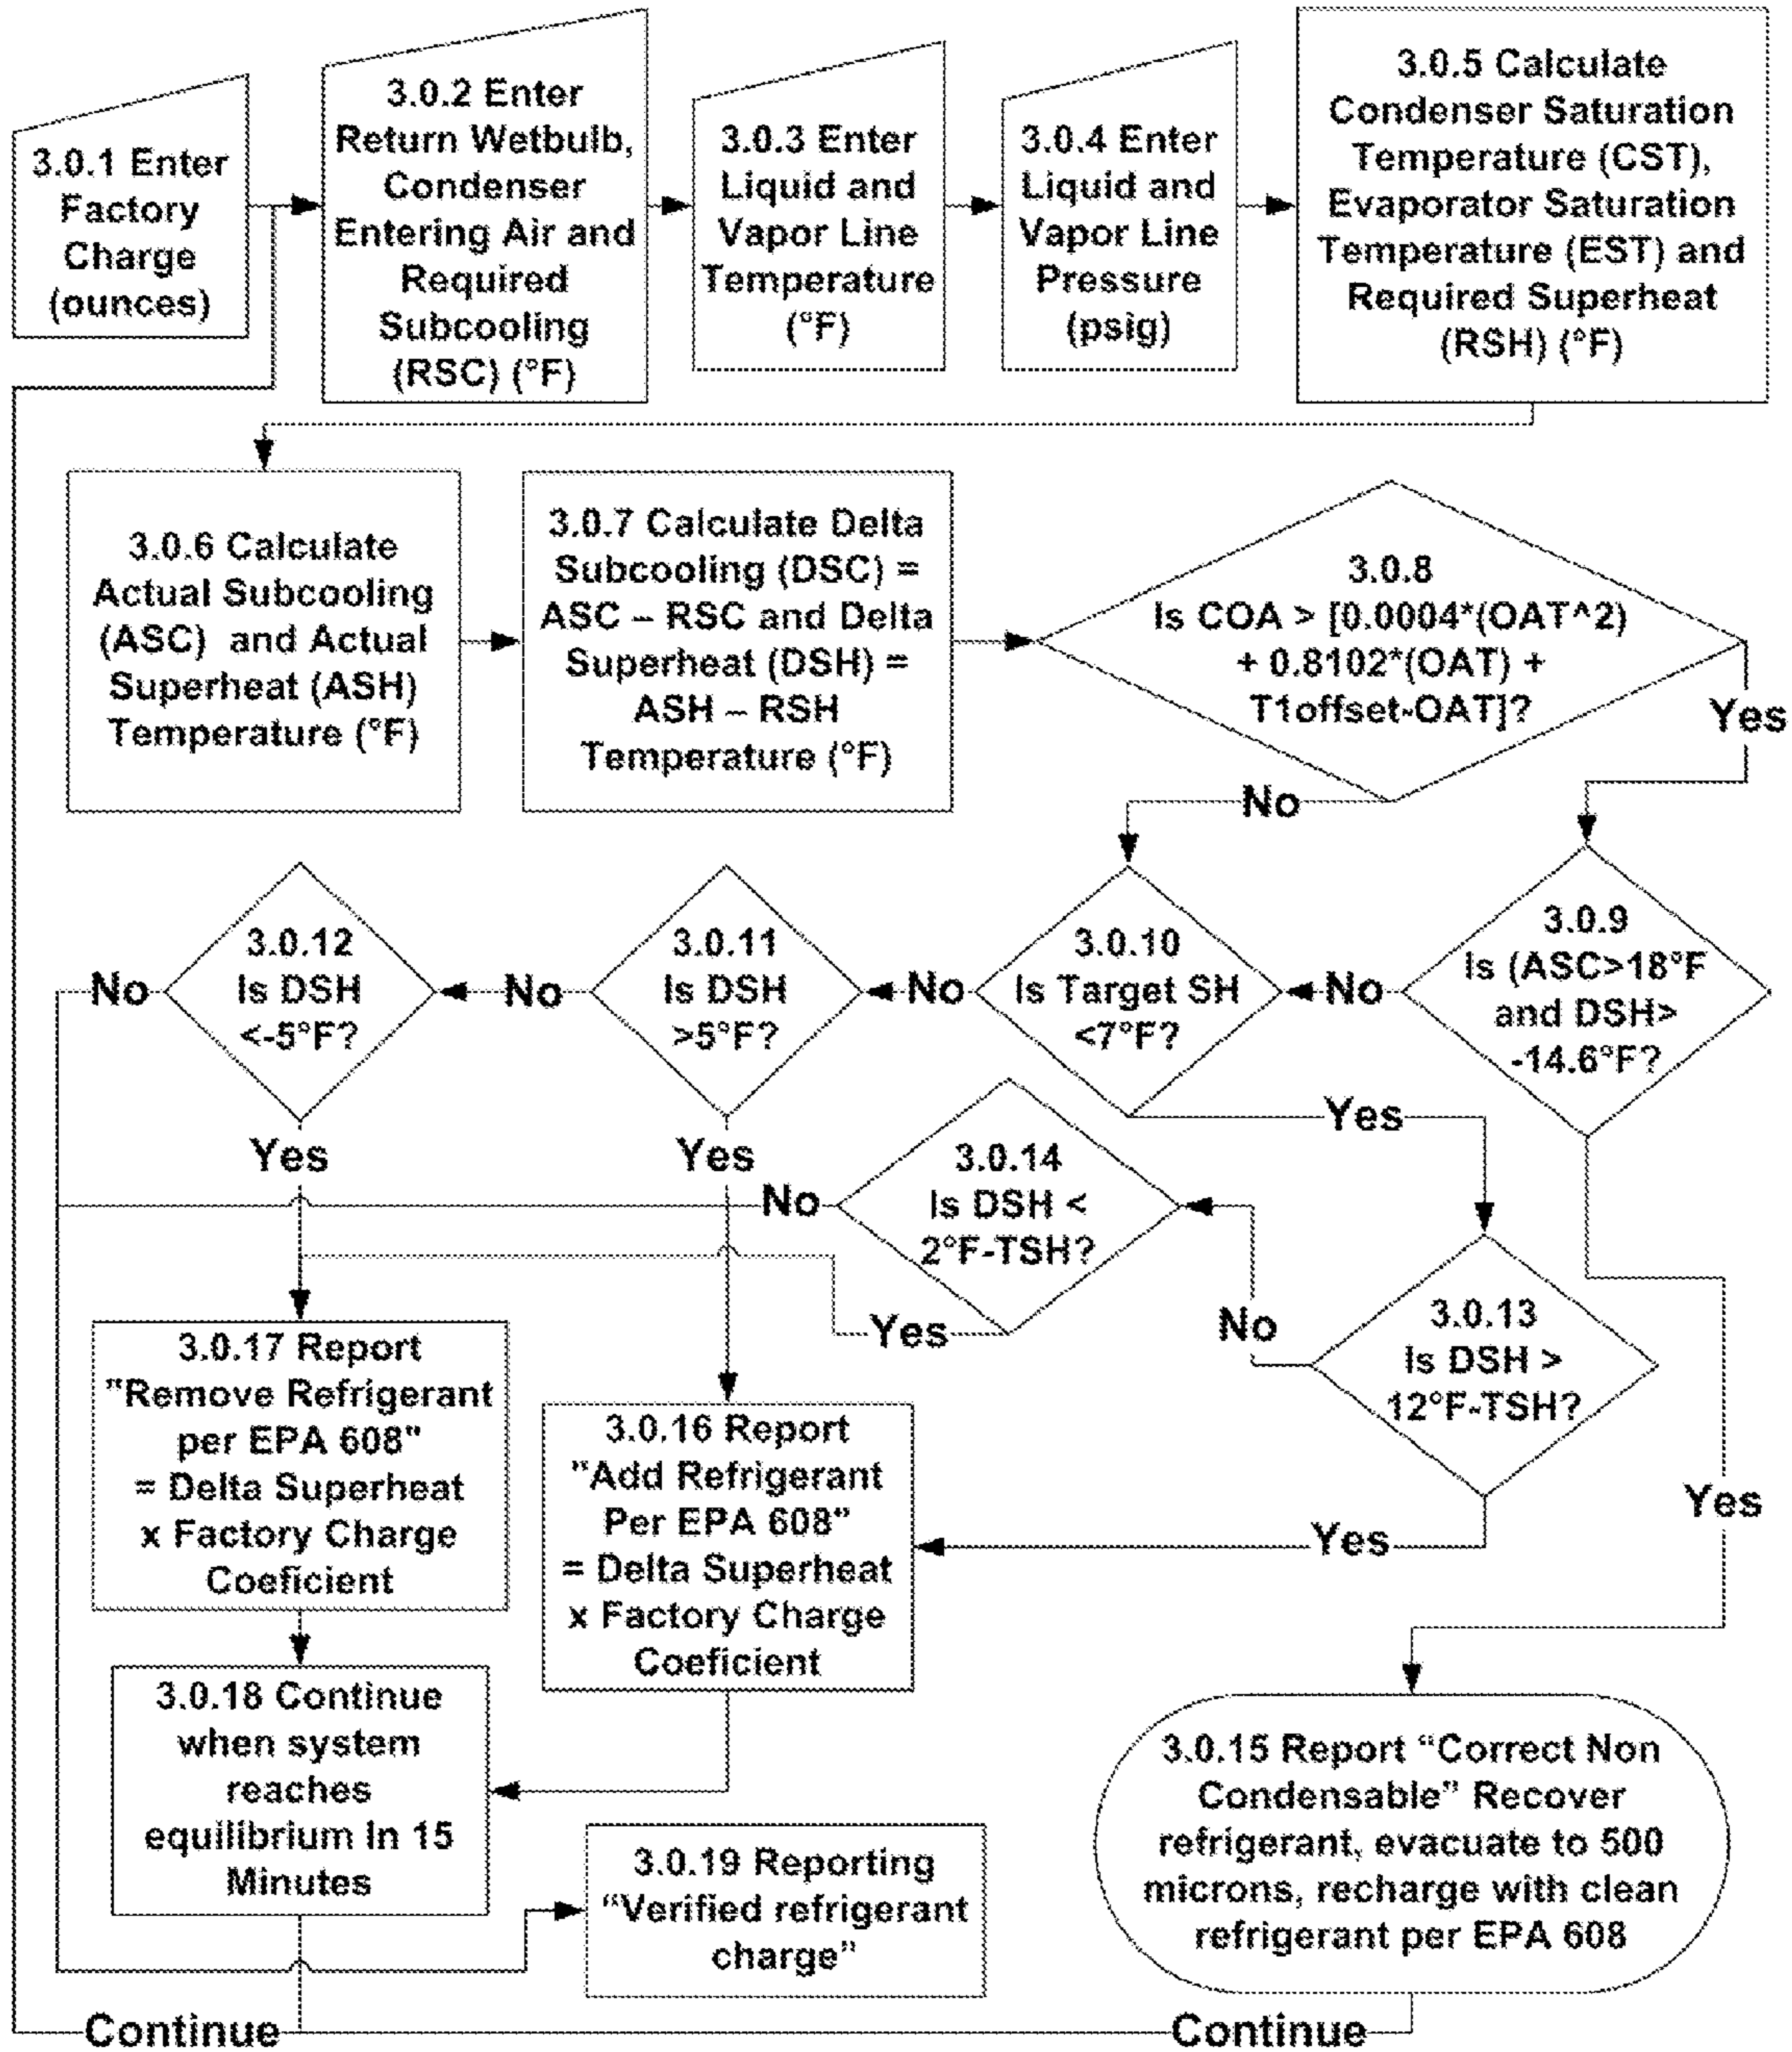 3.0.1 Enter
Factory
Charge
(ounces)
3.0.2 Enter
Return Wetbulb,
Condenser
Entering Air and
Required
Subcooling
(RSC) (°F)
3.0.3 Enter
Liquid and
Vapor Line
Temperature
(°F)
3.0.4 Enter
Liquid and
Vapor Line
Pressure
(psig)
3.0.5 Calculate
Condenser Saturation
Temperature (CST),
Evaporator Saturation
Temperature (EST) and
Required Superheat
(RSH) (°F)
3.0.6 Calculate
Actual Subcooling
(ASC) and Actual
Superheat (ASH)
Temperature (°F)
3.0.7 Calculate Delta
Subcooling (DSC) =
ASC – RSC and Delta
Superheat (DSH) =
ASH – RSH
Temperature (°F)
3.0.8
Is COA > [0.0004*(OAT^2)
+ 0.8102*(OAT) +
T1offset-OAT]?
Yes
No
3.0.12
Is DSH
<-5°F?
No
Yes
3.0.11
Is DSH
>5°F?
No
Yes
3.0.10
Is Target SH
<7°F?
No
Yes
3.0.9
Is (ASC>18°F
and DSH>
-14.6°F?
No
Yes
3.0.14
Is DSH <
2°F-TSH?
No
Yes
3.0.13
Is DSH >
12°F-TSH?
No
Yes
3.0.17 Report
"Remove Refrigerant
per EPA 608"
= Delta Superheat
x Factory Charge
Coeficient
3.0.16 Report
"Add Refrigerant
Per EPA 608"
= Delta Superheat
x Factory Charge
Coeficient
3.0.18 Continue
when system
reaches
equilibrium In 15
Minutes
3.0.19 Reporting
“Verified refrigerant
charge”
3.0.15 Report “Correct Non
Condensable” Recover
refrigerant, evacuate to 500
microns, recharge with clean
refrigerant per EPA 608
Continue
Continue